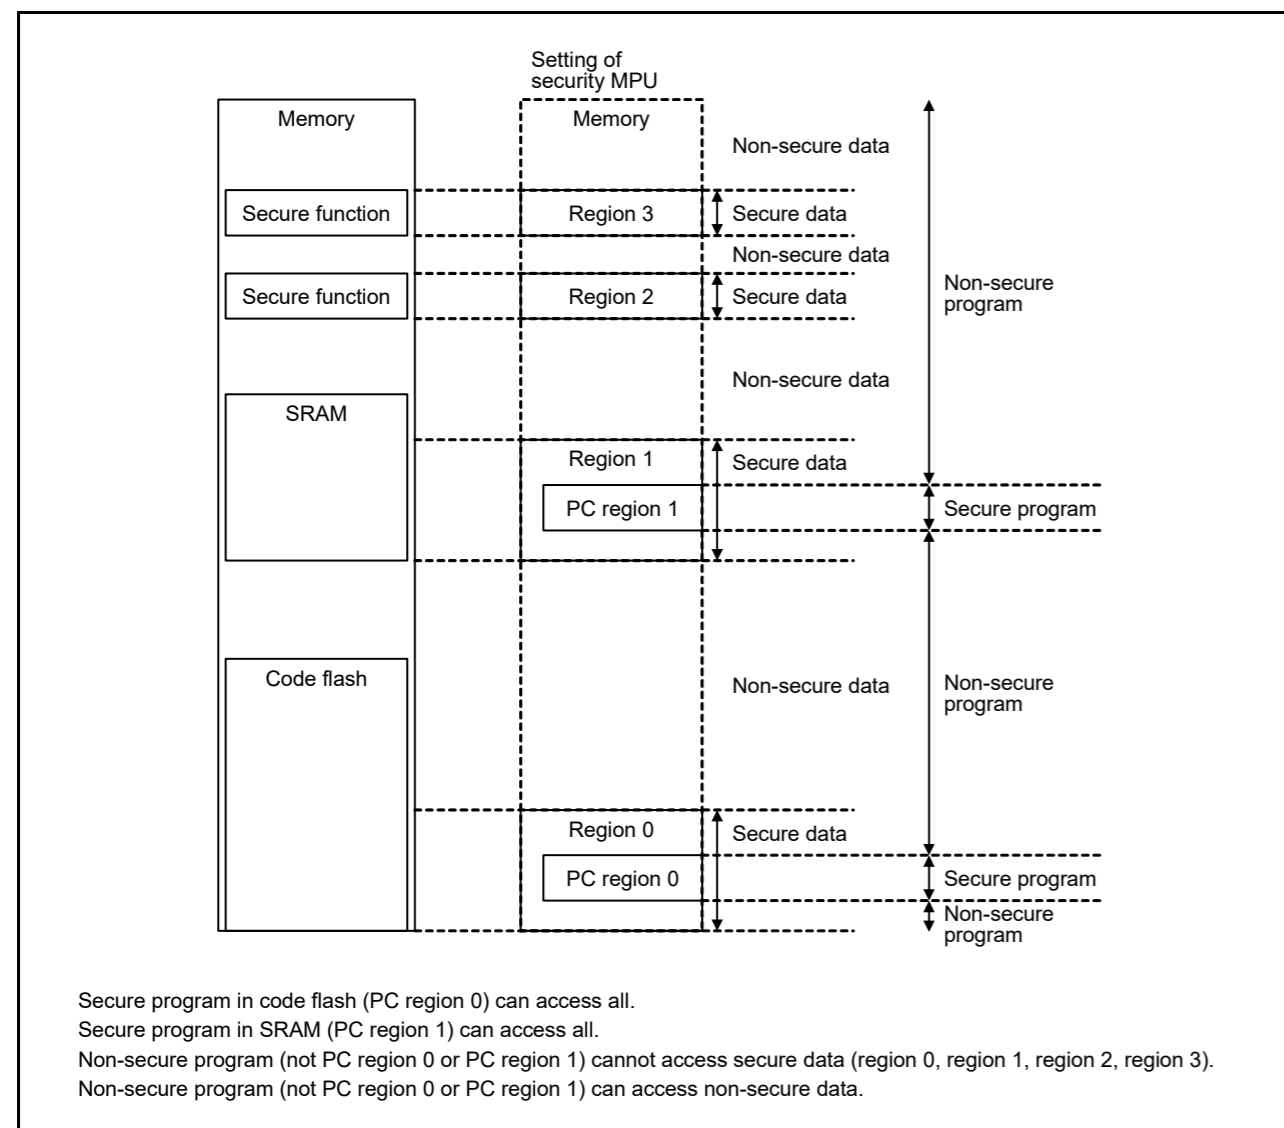 Setting of
security MPU
Memory
Memory
Non-secure data
Secure function
Region 3
Secure data
Non-secure data
Secure function
Region 2
Secure data
Non-secure
program
Non-secure data
SRAM
Region 1
Secure data
PC region 1
Secure program
Code flash
Non-secure data
Non-secure
program
Region 0
Secure data
PC region 0
Secure program
Non-secure
program
Secure program in code flash (PC region 0) can access all.
Secure program in SRAM (PC region 1) can access all.
Non-secure program (not PC region 0 or PC region 1) cannot access secure data (region 0, region 1, region 2, region 3).
Non-secure program (not PC region 0 or PC region 1) can access non-secure data.